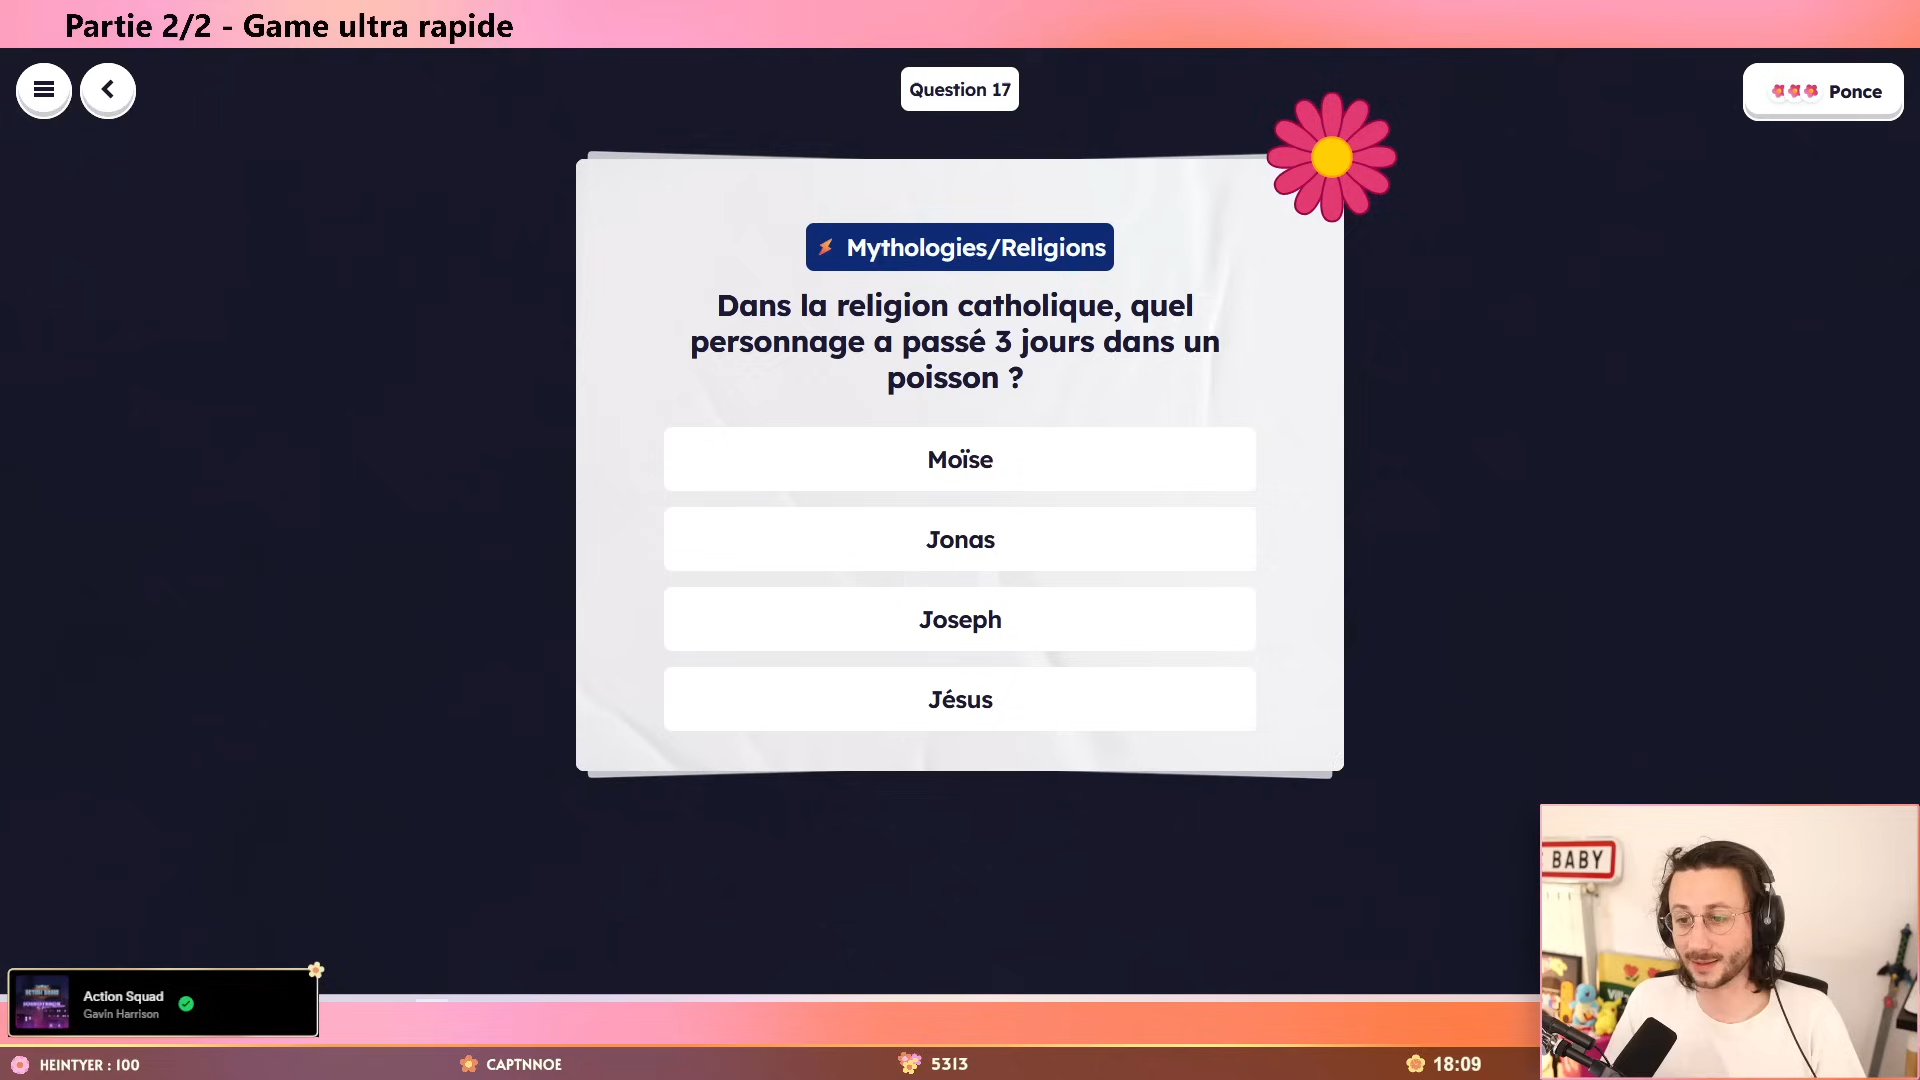 Partie 2/2 - Game ultra rapide
Question 17
Ponce
Mythologies/Religions
Dans la religion catholique, quel
personnage a passé 3 jours dans un
poisson ?
Moïse
Jonas
Joseph
Jésus
BABY
Action Squad
Gavin Harrison
HEINTYER : 100
CAPTNNOE
5313
18:09